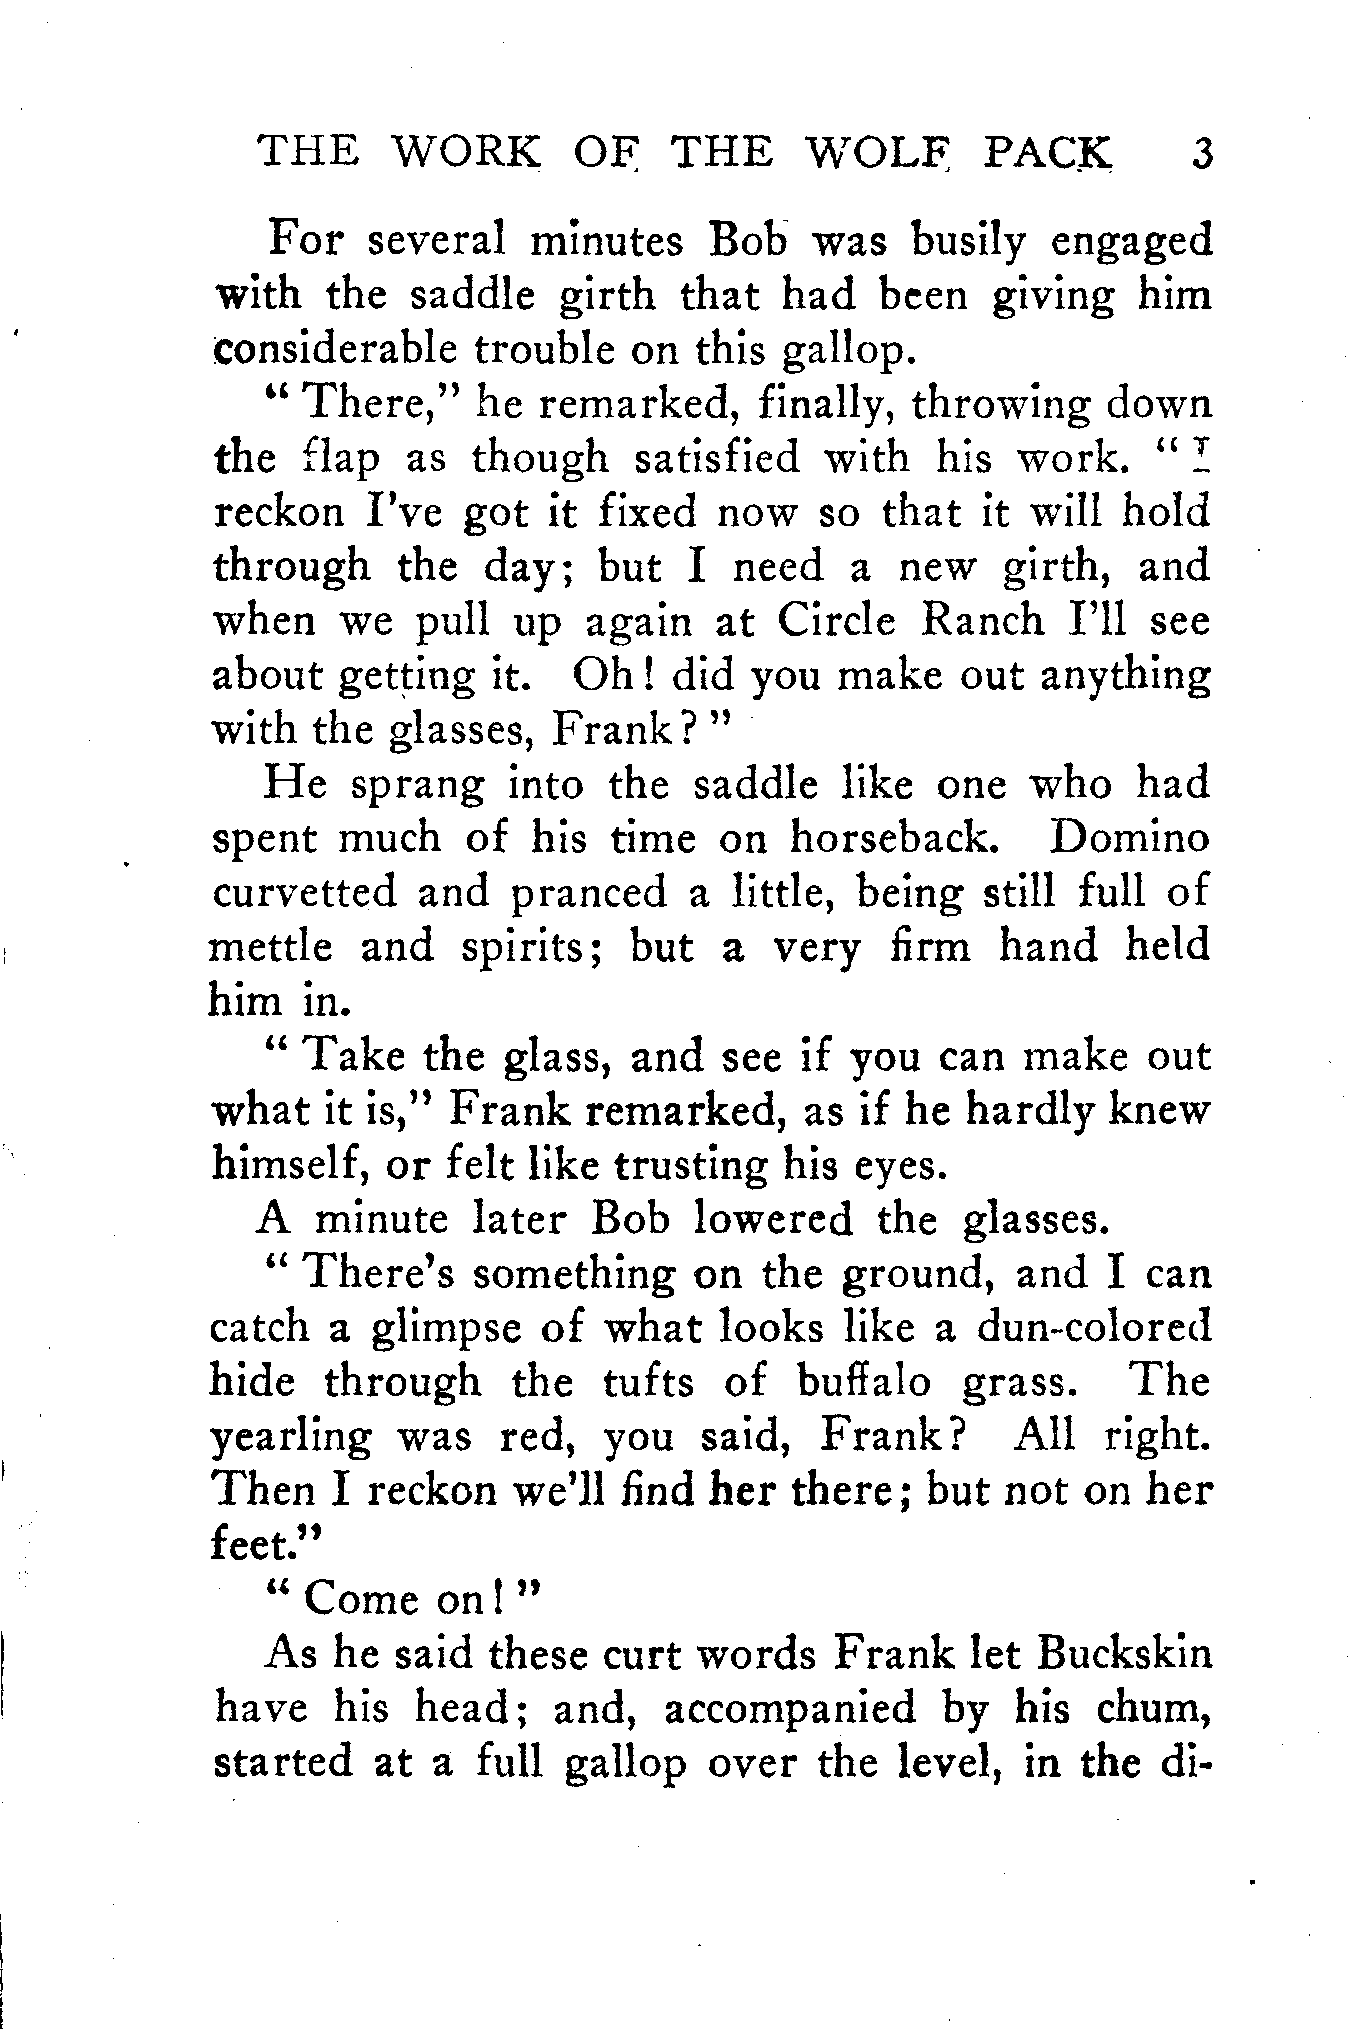 THE WORK OF THE WOLF PACK 3
For several minutes Bob was busily engaged
with the saddle girth that had been giving him
considerable trouble on this gallop.
“ There,” he remarked, finally, throwing down
the flap as though satisfied with his work. “ I
reckon I’ve got it fixed now so that it will hold
through the day; but I need a new girth, and
when we pull up again at Circle Ranch I’ll see
about getting it. Oh! did you make out anything
with the glasses, Frank? ”
He sprang into the saddle like one who had
spent much of his time on horseback. Domino
curvetted and pranced a little, being still full of
mettle and spirits; but a very firm hand held
him in.
“ Take the glass, and see if you can make out
what it is,” Frank remarked, as if he hardly knew
himself, or felt like trusting his eyes.
A minute later Bob lowered the glasses.
“ There’s something on the ground, and I can
catch a glimpse of what looks like a dun-colored
hide through the tufts of buffalo grass. The
yearling was red, you said, Frank? All right.
Then I reckon we’ll find her there; but not on her
feet.”
“ Come on! ”
As he said these curt words Frank let Buckskin
have his head; and, accompanied by his chum,
started at a full gallop over the level, in the di-